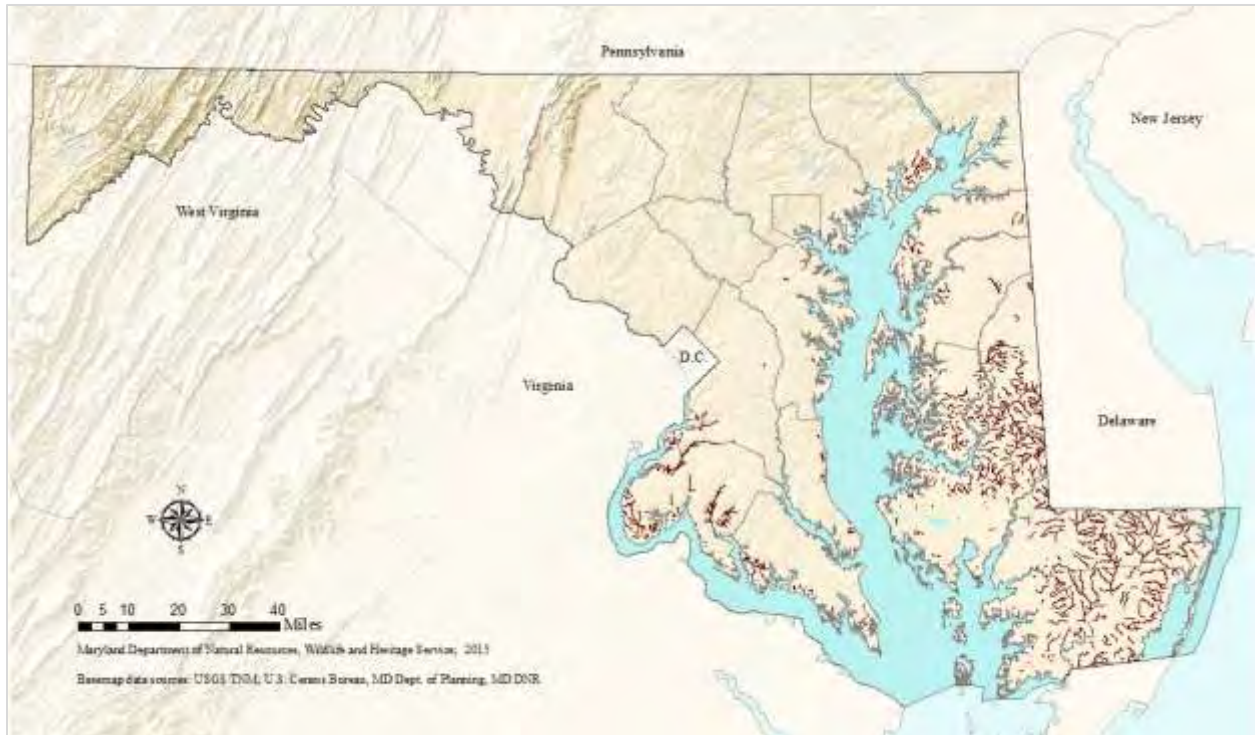 Pennsylvania
New Jersey
West Virginia
D.C.
Virginia
Delaware
N
W E
S
0 5 10 20 30 40
Miles
Maryland Department of Natural Resources, Wildlife and Heritage Service; 2015
Basemap data sources: USGS TNM, U.S. Census Bureau, MD Dept. of Planning, MD DNR